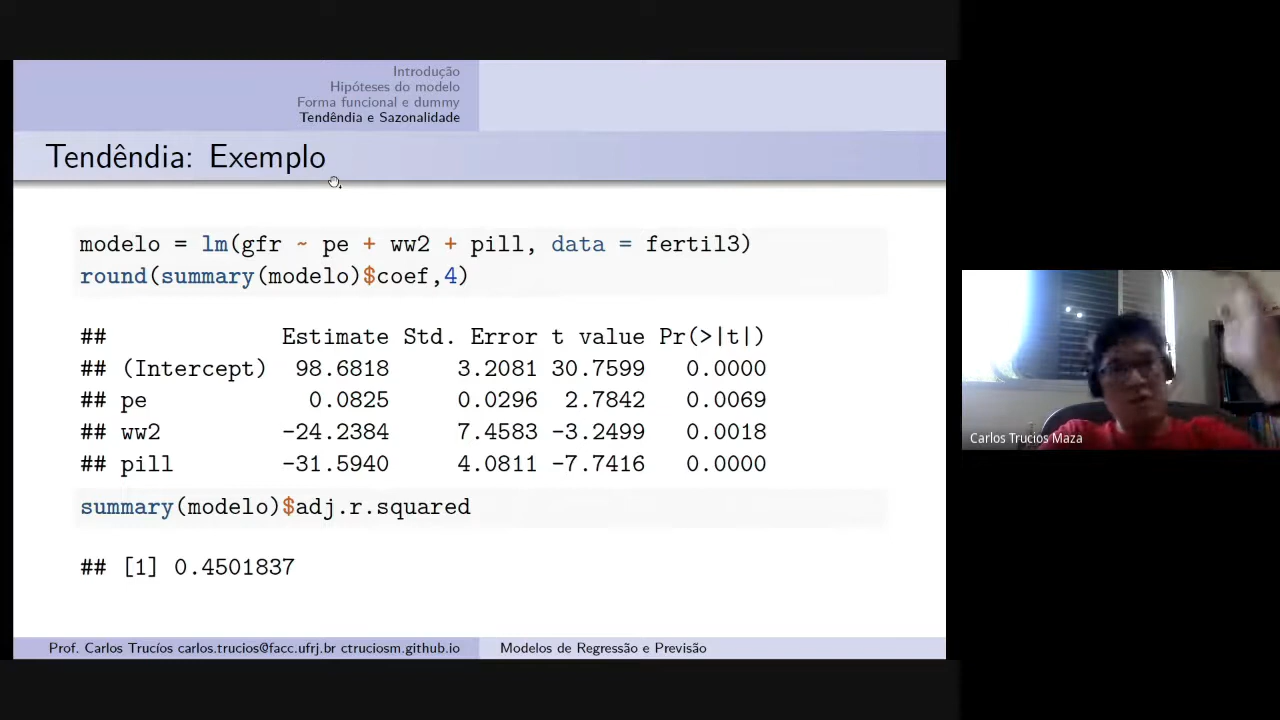 Introdução
Hipóteses do modelo
Forma funcional e dummy
Tendêndia e Sazonalidade
Tendêndia: Exemplo
modelo = lm(gfr ~ pe + ww2 + pill, data = fertil3)
round(summary(modelo)$coef,4)
## Estimate Std. Error t value Pr(>|t|)
## (Intercept) 98.6818 3.2081 30.7599 0.0000
## pe 0.0825 0.0296 2.7842 0.0069
## ww2 -24.2384 7.4583 -3.2499 0.0018
## pill -31.5940 4.0811 -7.7416 0.0000
summary(modelo)$adj.r.squared
## [1] 0.4501837
Prof. Carlos Trucíos carlos.trucios@facc.ufrj.br ctruciosm.github.io
Modelos de Regressão e Previsão
Carlos Trucios Maza